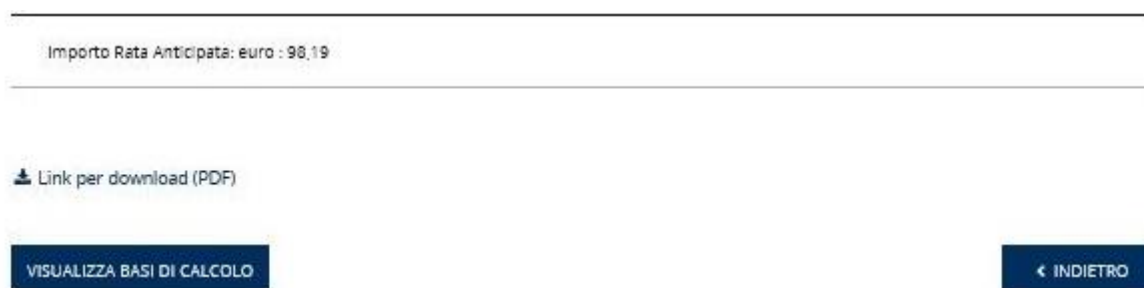 Importo Rata Anticipata: euro : 98,19
Link per download (PDF)
VISUALIZZA BASI DI CALCOLO
< INDIETRO